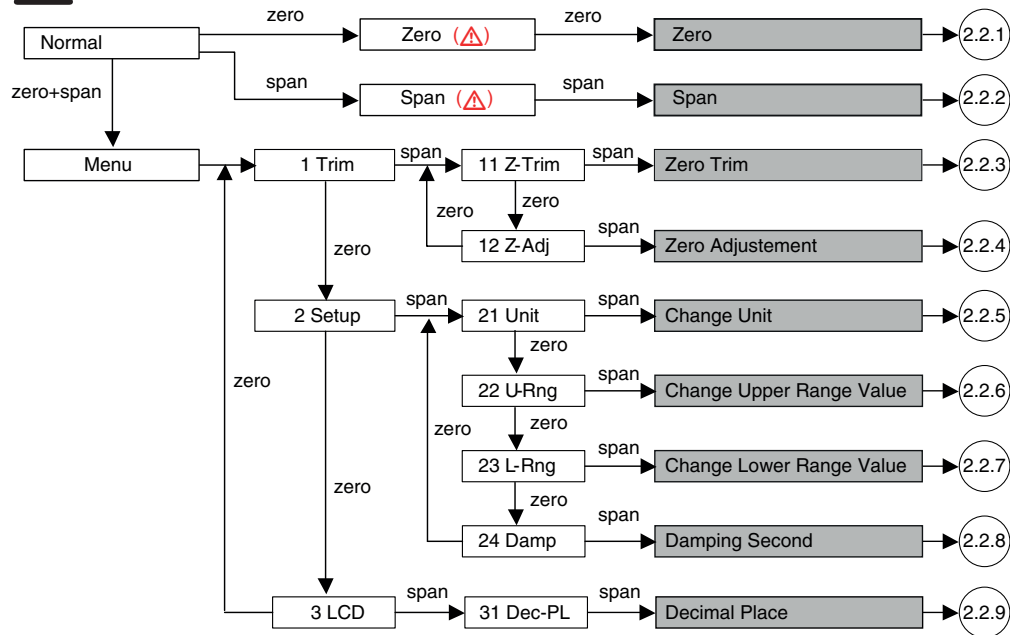 zero zero
Normal Zero (⚠) Zero 2.2.1
zero+span span span
Span (⚠) Span 2.2.2
Menu 1 Trim span 11 Z-Trim span Zero Trim 2.2.3
zero zero
zero 12 Z-Adj span Zero Adjustement 2.2.4
2 Setup span 21 Unit span Change Unit 2.2.5
zero
zero 22 U-Rng span Change Upper Range Value 2.2.6
zero zero
23 L-Rng span Change Lower Range Value 2.2.7
zero zero
24 Damp span Damping Second 2.2.8
3 LCD span 31 Dec-PL span Decimal Place 2.2.9